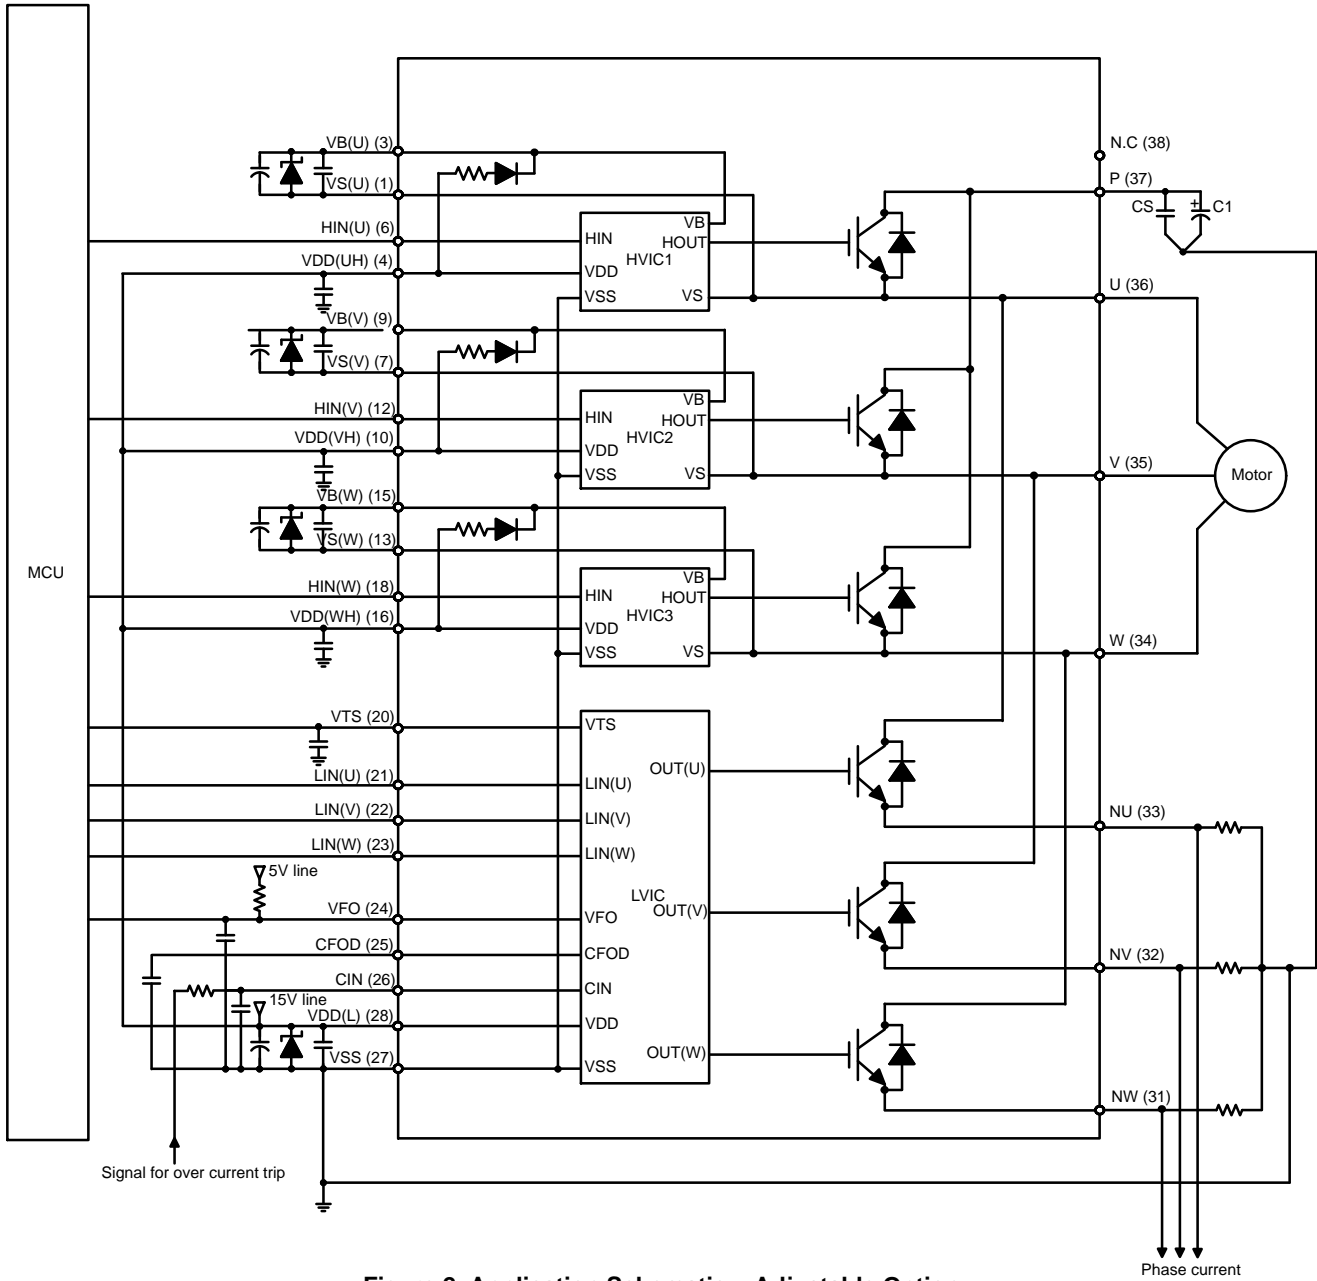 MCU
VB(U) (3)
VS(U) (1)
HIN(U) (6)
VDD(UH) (4)
VB(V) (9)
VS(V) (7)
HIN(V) (12)
VDD(VH) (10)
VB(W) (15)
VS(W) (13)
HIN(W) (18)
VDD(WH) (16)
VTS (20)
LIN(U) (21)
LIN(V) (22)
LIN(W) (23)
5V line
VFO (24)
CFOD (25)
CIN (26)
15V line
VDD(L) (28)
VSS (27)
Signal for over current trip
HIN
VDD
VSS
VB
HOUT
HVIC1
VS
HIN
VDD
VSS
VB
HOUT
HVIC2
VS
HIN
VDD
VSS
VB
HOUT
HVIC3
VS
VTS
LIN(U)
LIN(V)
LIN(W)
VFO
CFOD
CIN
VDD
VSS
OUT(U)
LVIC
OUT(V)
OUT(W)
N.C (38)
P (37)
CS
+
C1
U (36)
V (35)
Motor
W (34)
NU (33)
NV (32)
NW (31)
Phase current